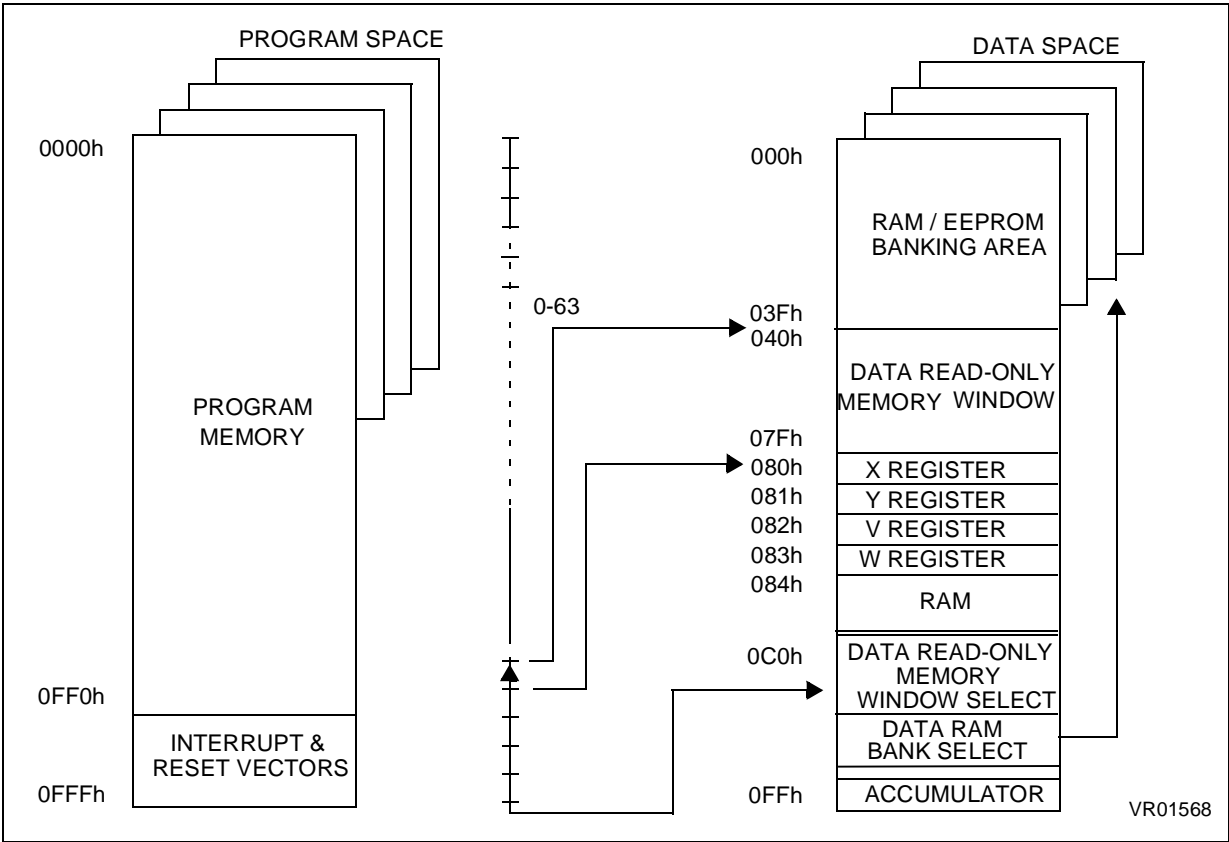 PROGRAM SPACE
0000h
PROGRAM
MEMORY
0FF0h
INTERRUPT &
RESET VECTORS
0FFFh
0-63
DATA SPACE
000h
RAM / EEPROM
BANKING AREA
03Fh
040h
DATA READ-ONLY
MEMORY WINDOW
07Fh
080h
X REGISTER
081h
Y REGISTER
082h
V REGISTER
083h
W REGISTER
084h
RAM
0C0h
DATA READ-ONLY
MEMORY
WINDOW SELECT
DATA RAM
BANK SELECT
0FFh
ACCUMULATOR
VR01568